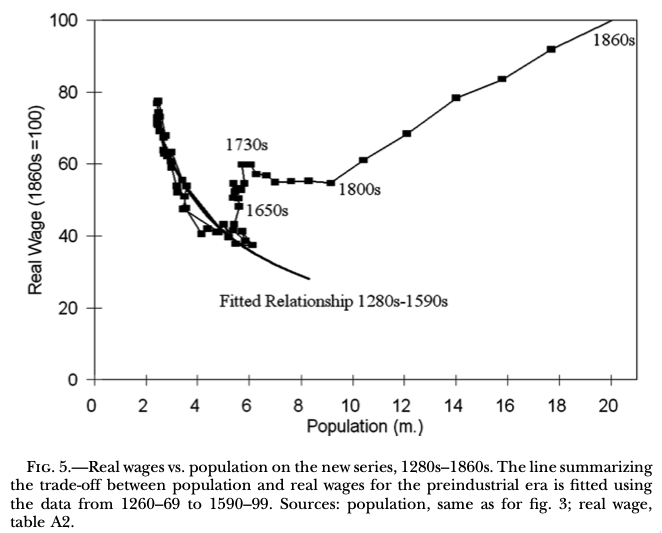 100
80
60
40
20
0
Real Wage (1860s =100)
1860s
1730s
1800s
1650s
Fitted Relationship 1280s-1590s
0 2 4 6 8 10 12 14 16 18 20
Population (m.)
FIG. 5.—Real wages vs. population on the new series, 1280s–1860s. The line summarizing
the trade-off between population and real wages for the preindustrial era is fitted using
the data from 1260–69 to 1590–99. Sources: population, same as for fig. 3; real wage,
table A2.